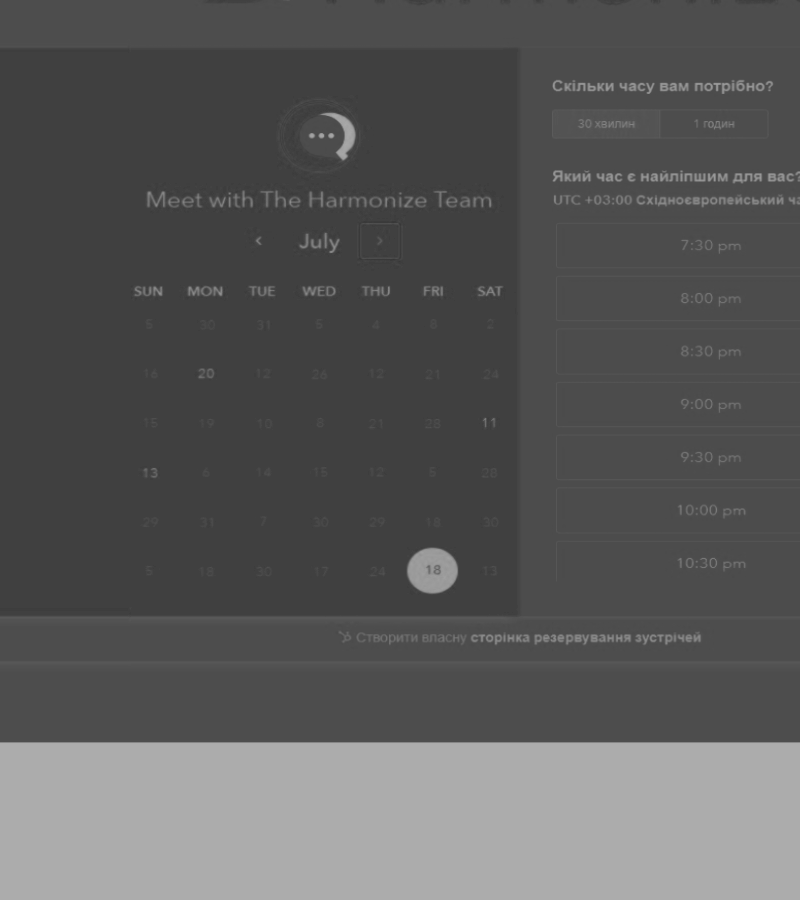 Meet with The Harmonize Team
July
SUN MON TUE WED THU FRI SAT
5 30 31 5 4 8 2
16 20 12 26 12 21 24
15 19 10 8 21 28 11
13 6 14 15 12 5 28
29 31 7 30 29 18 30
5 18 30 17 24 18 13
Скільки часу вам потрібно?
30 хвилин 1 годин
Який час є найліпшим для вас?
UTC +03:00 Східноєвропейський
7:30 pm
8:00 pm
8:30 pm
9:00 pm
9:30 pm
10:00 pm
10:30 pm
Створити власну сторінка резервування зустрічей